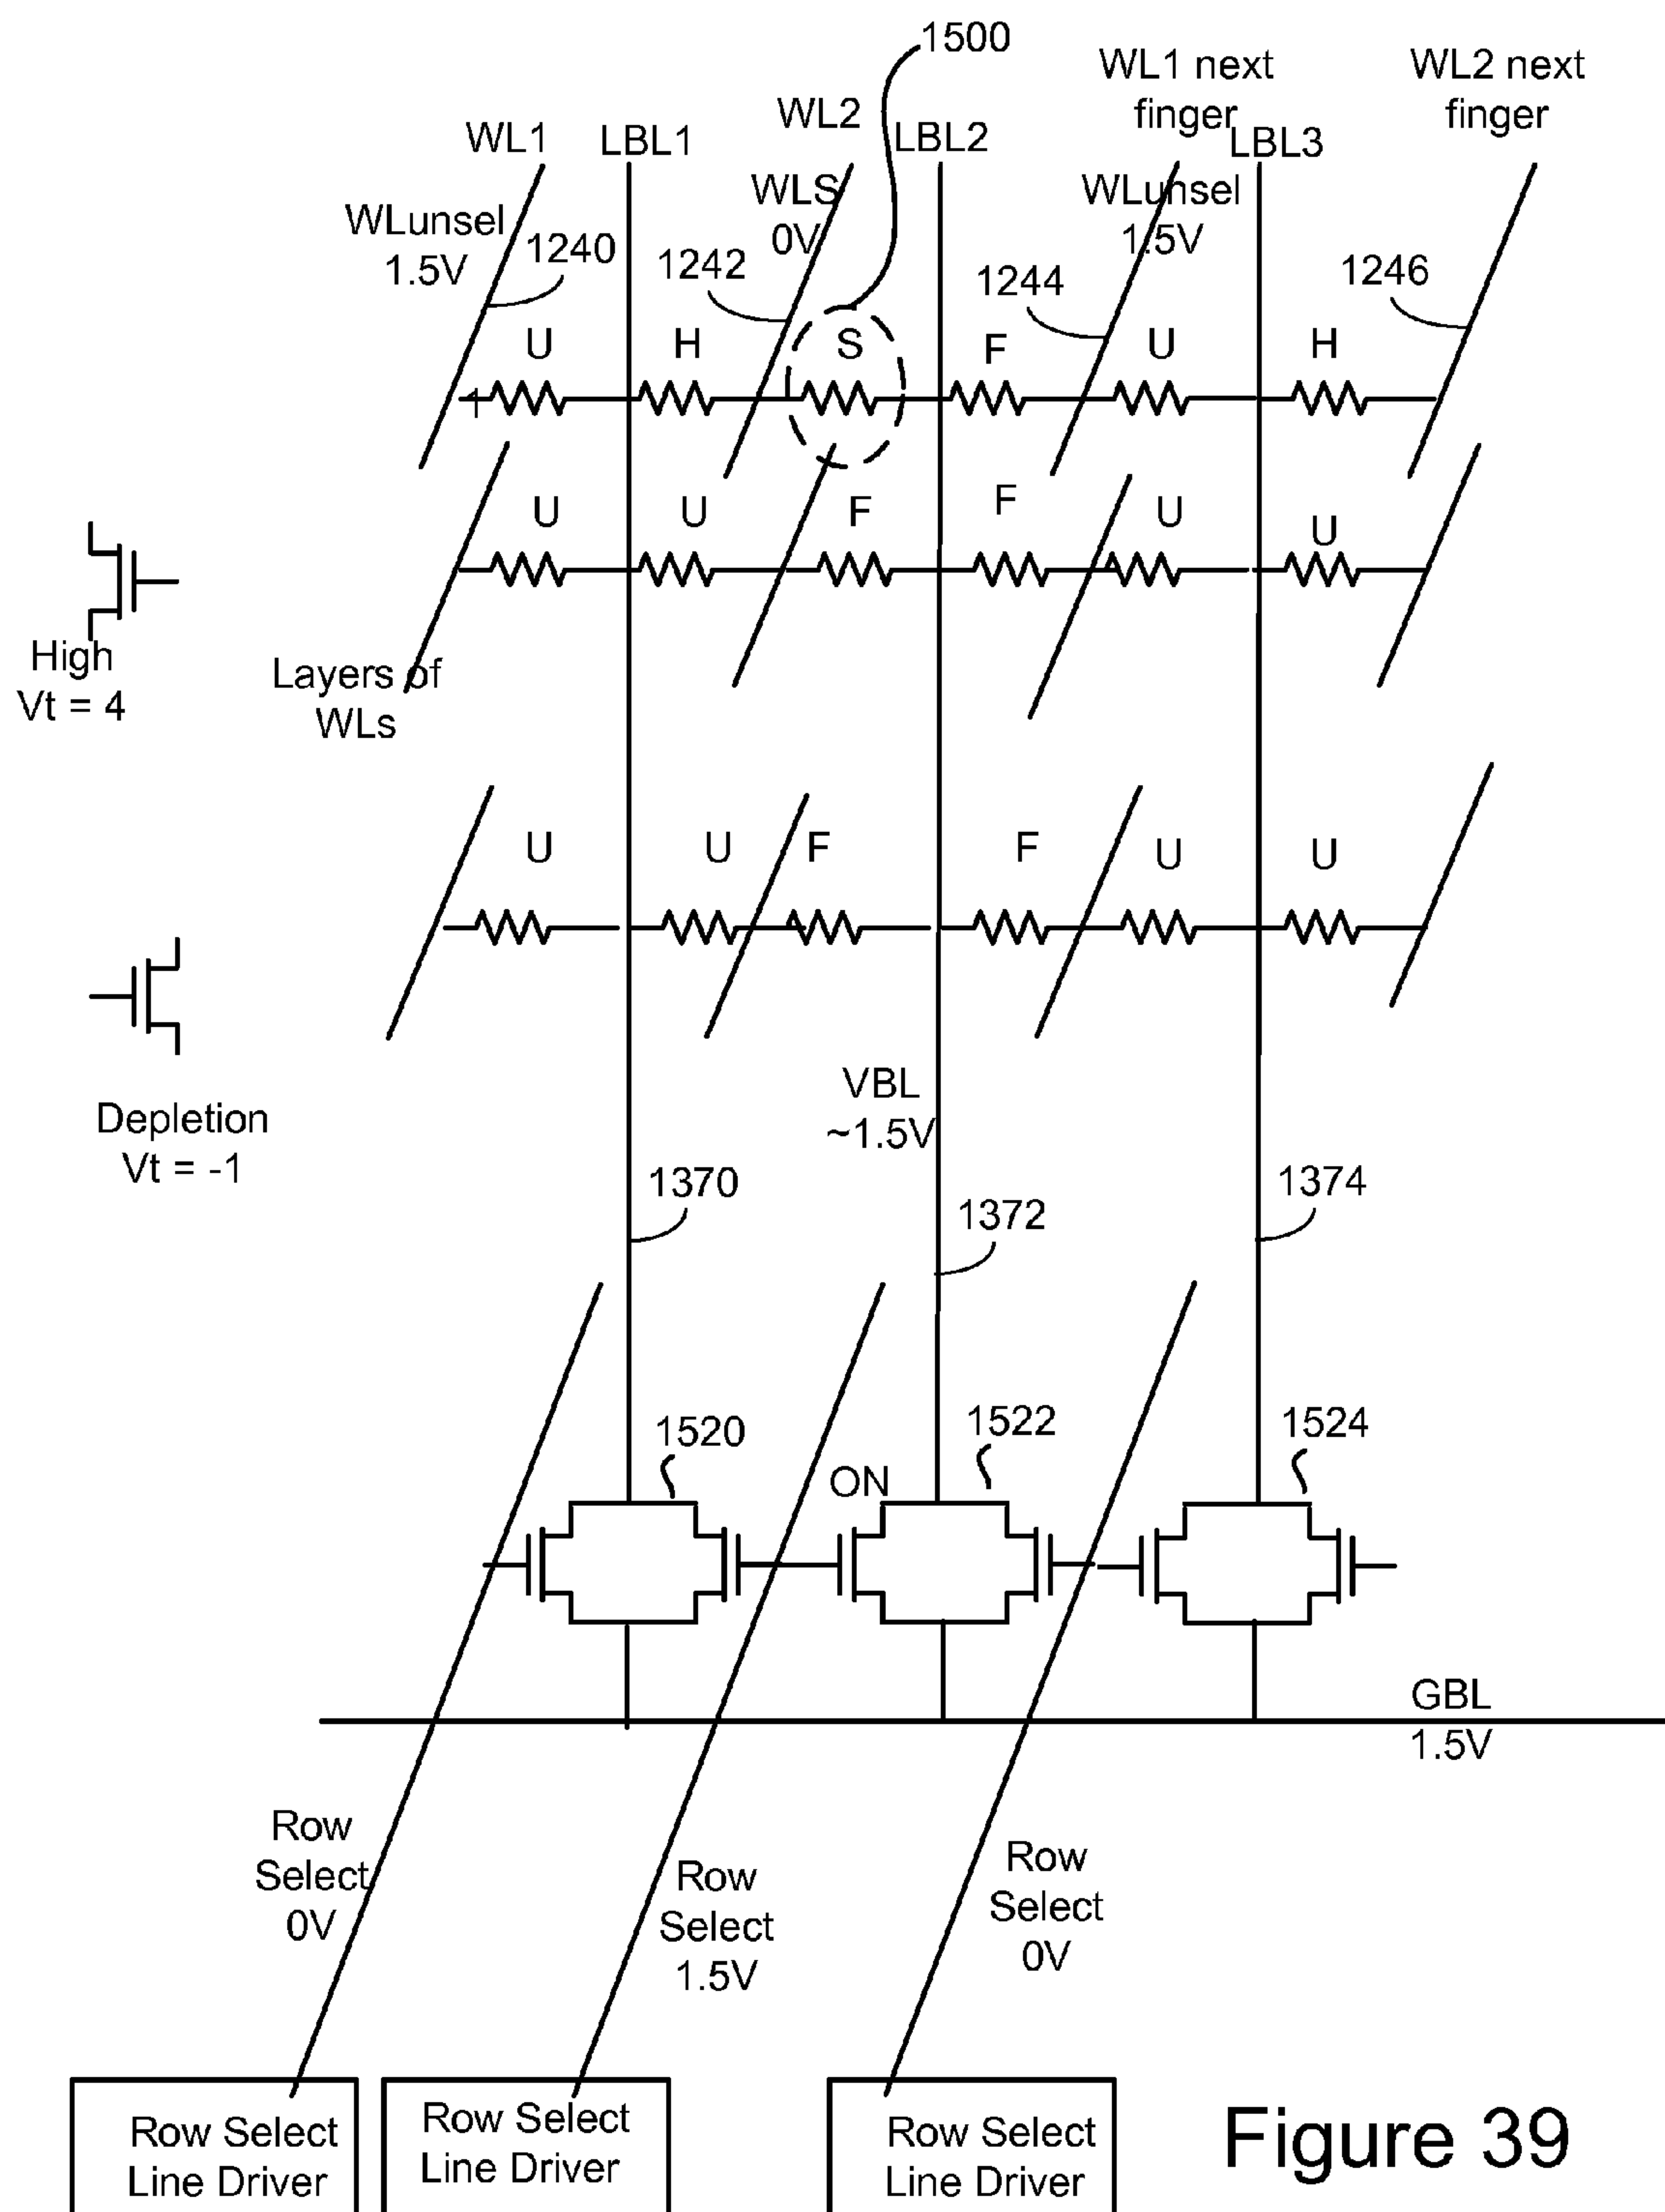 1500
WL1 next
finger
WL2 next
finger
WL1
LBL1
WL2
LBL2
LBL3
WLunsel
1.5V
1240
WLS
0V
1242
WLunsel
1.5V
1244
1246
U H S F U H
1
U U F F U U
High
Vt = 4
Layers of
WLs
U U F F U U
Depletion
Vt = -1
VBL
~1.5V
1370
1372
1374
1520
1522
1524
ON
GBL
1.5V
Row
Select
0V
Row
Select
1.5V
Row
Select
0V
Row Select
Line Driver
Row Select
Line Driver
Row Select
Line Driver
Figure 39